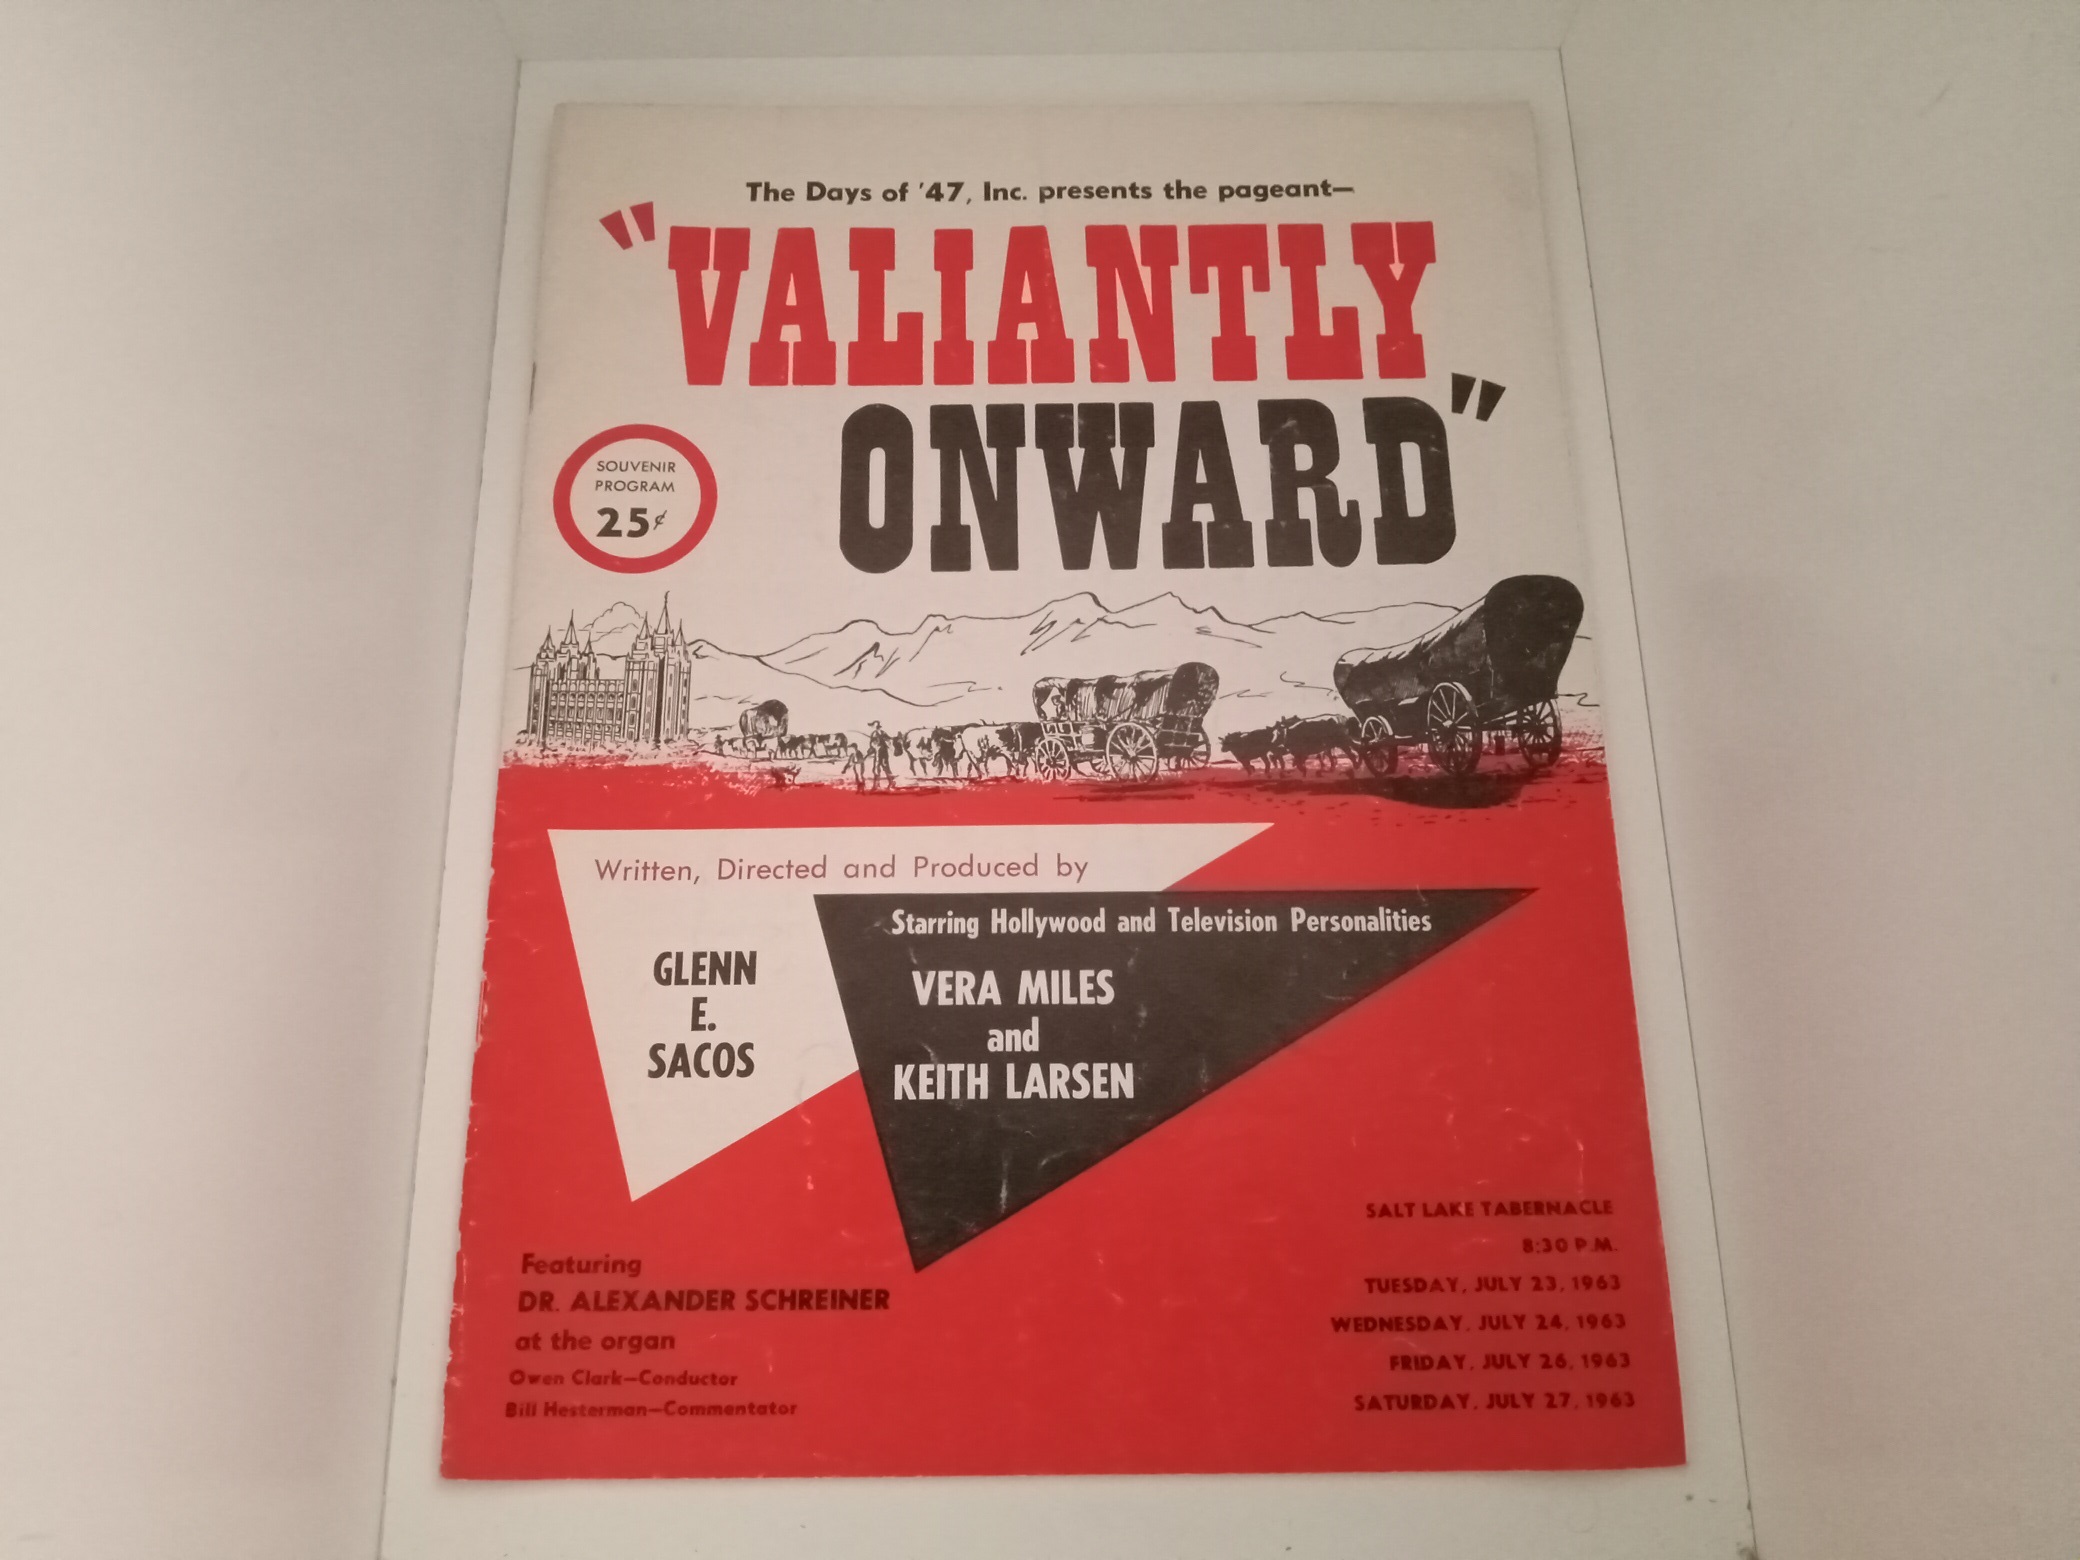 The Days of '47, Inc. presents the pageant—
"VALIANTLY
ONWARD"
SOUVENIR
PROGRAM
25¢
Written, Directed and Produced by
GLENN
E.
SACOS
Starring Hollywood and Television Personalities
VERA MILES
and
KEITH LARSEN
Featuring
DR. ALEXANDER SCHREINER
at the organ
Owen Clark—Conductor
Bill Hesterman—Commentator
SALT LAKE TABERNACLE
8:30 P.M.
TUESDAY, JULY 23, 1963
WEDNESDAY, JULY 24, 1963
FRIDAY, JULY 26, 1963
SATURDAY, JULY 27, 1963